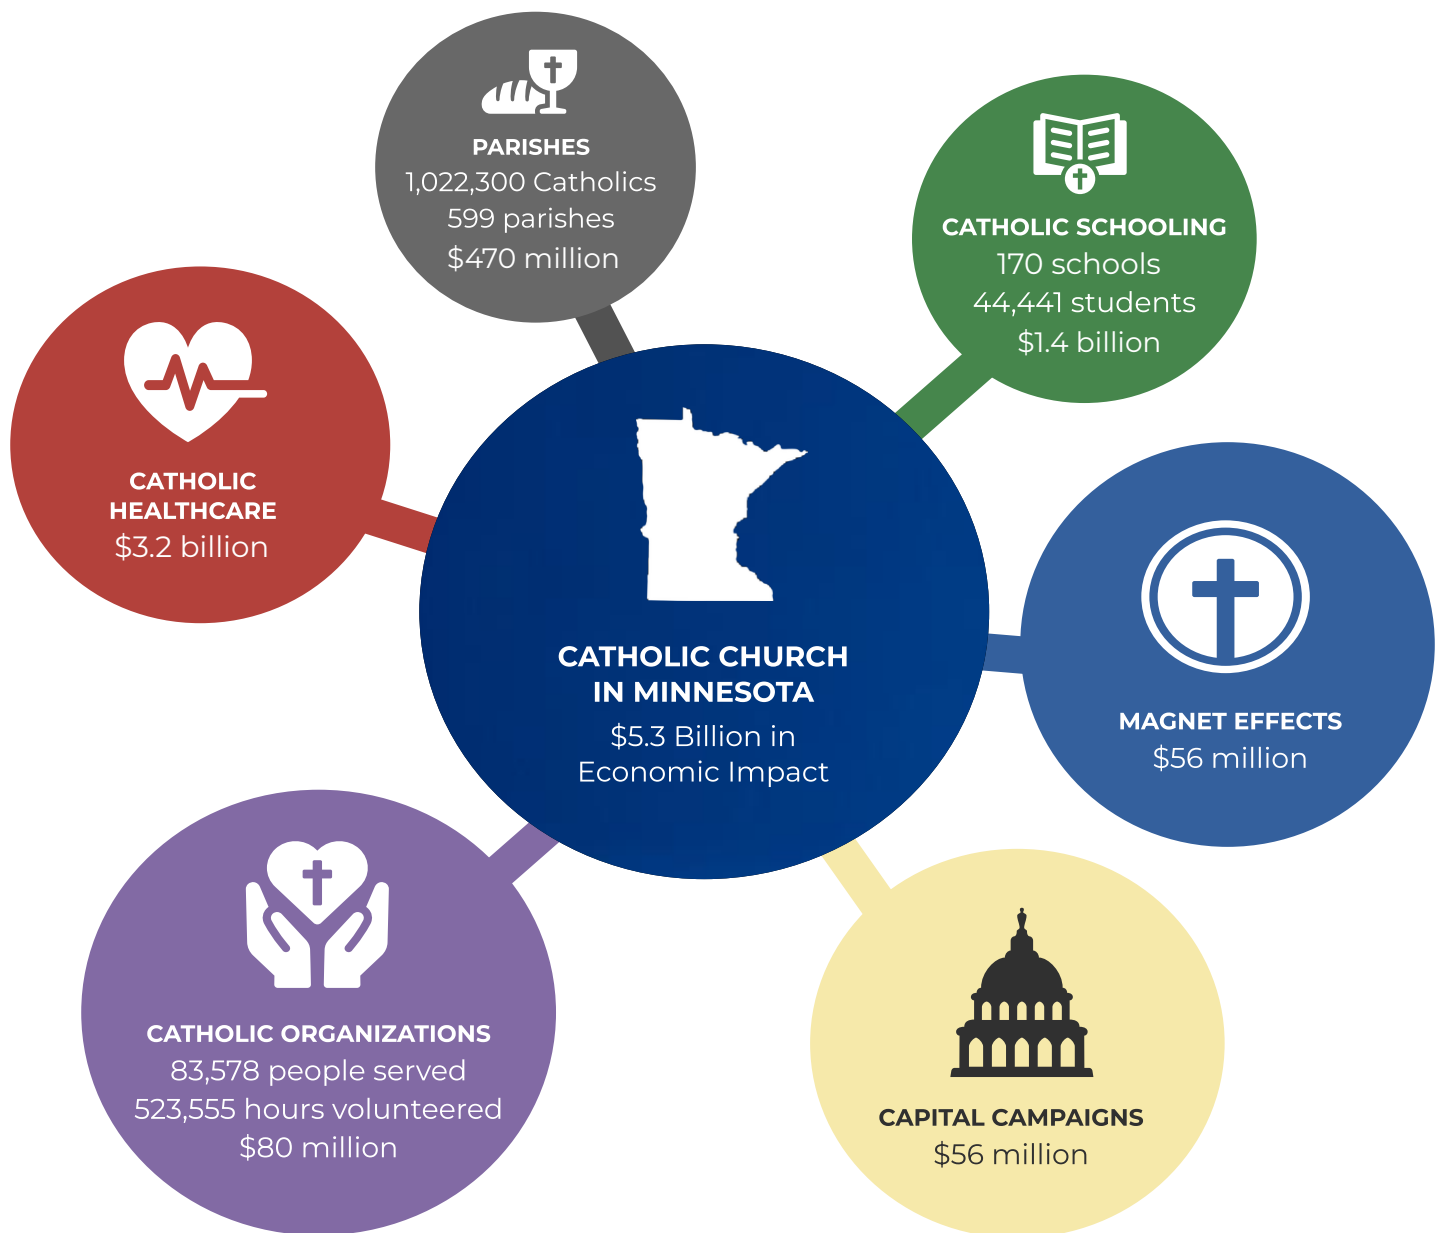 PARISHES
1,022,300 Catholics
599 parishes
$470 million
CATHOLIC SCHOOLING
170 schools
44,441 students
$1.4 billion
CATHOLIC
HEALTHCARE
$3.2 billion
CATHOLIC CHURCH
IN MINNESOTA
$5.3 Billion in
Economic Impact
MAGNET EFFECTS
$56 million
CATHOLIC ORGANIZATIONS
83,578 people served
523,555 hours volunteered
$80 million
CAPITAL CAMPAIGNS
$56 million